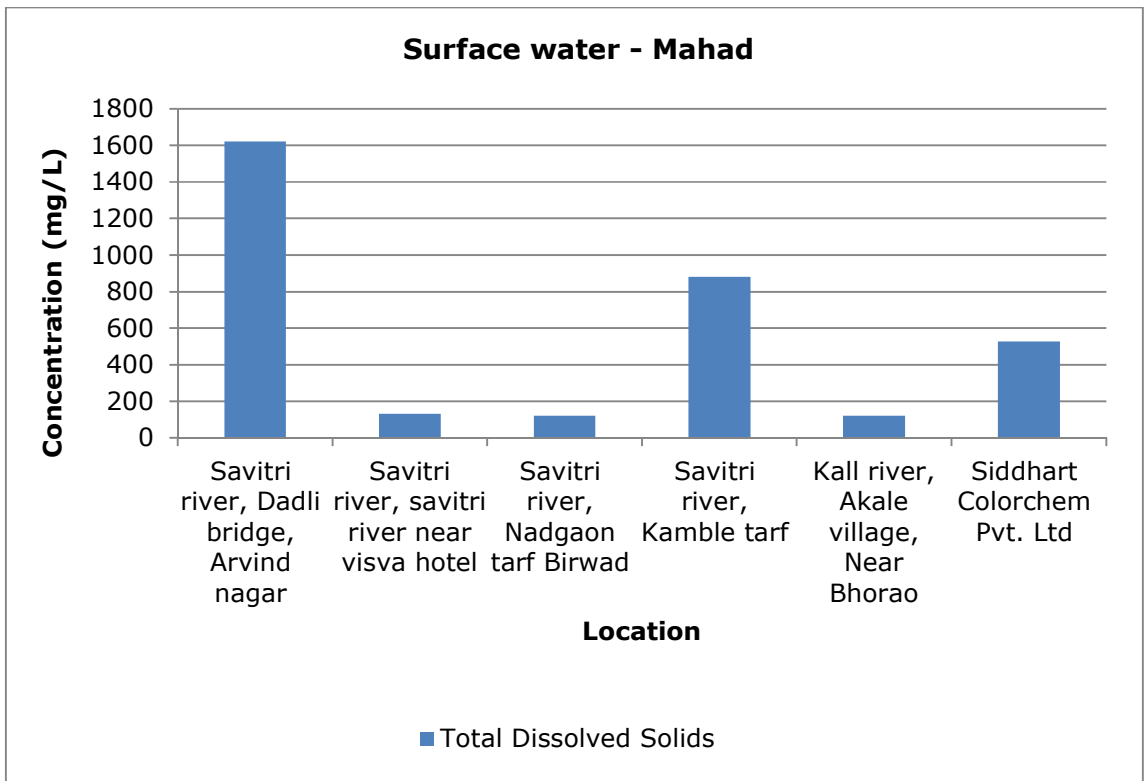 Surface water - Mahad
Concentration (mg/L)
1800
1600
1400
1200
1000
800
600
400
200
0
Savitri
river, Dadli
bridge,
Arvind
nagar
Savitri
river, savitri
river near
visva hotel
Savitri
river,
Nadgaon
tarf Birwad
Savitri
river,
Kamble tarf
Kall river,
Akale
village,
Near
Bhorao
Siddhart
Colorchem
Pvt. Ltd
Location
Total Dissolved Solids